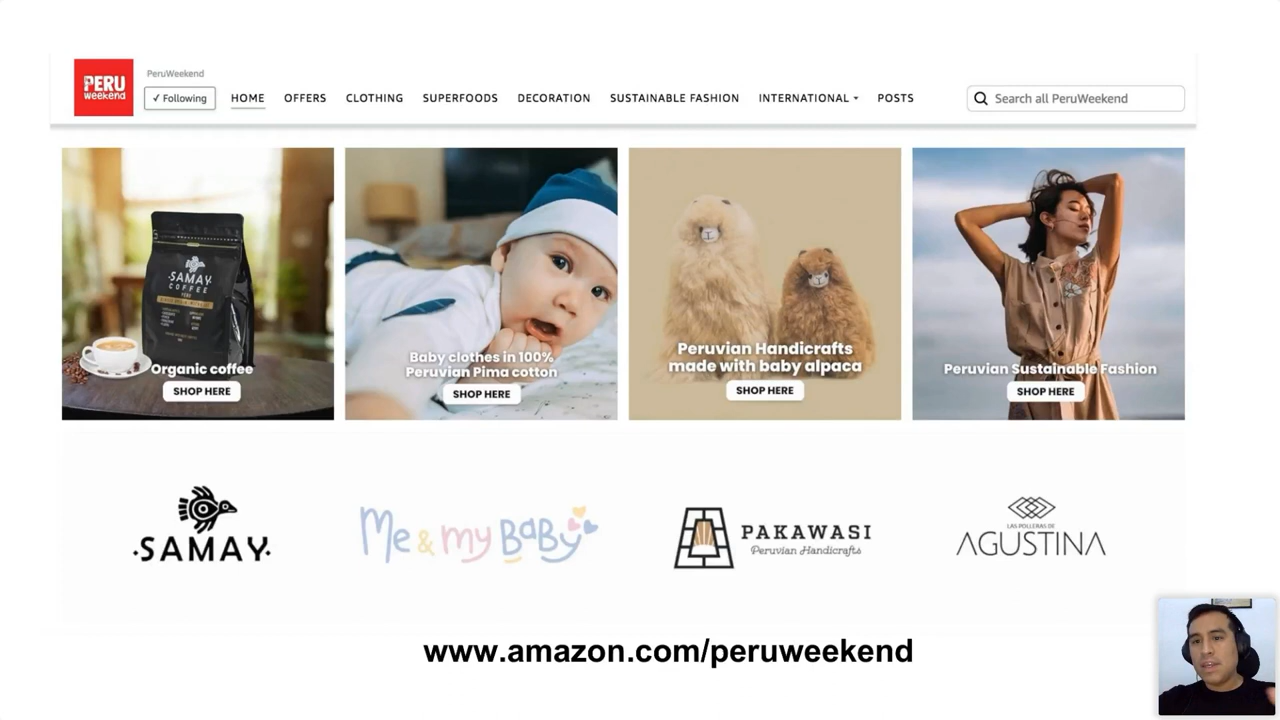 PERU
weekend
PeruWeekend
✓ Following
HOME
OFFERS
CLOTHING
SUPERFOODS
DECORATION
SUSTAINABLE FASHION
INTERNATIONAL
POSTS
Search all PeruWeekend
SAMAY
COFFEE
Organic coffee
SHOP HERE
Baby clothes in 100%
Peruvian Pima cotton
SHOP HERE
Peruvian Handicrafts
made with baby alpaca
SHOP HERE
Peruvian Sustainable Fashion
SHOP HERE
·SAMAY·
Me & my BaBy
PAKAWASI
Peruvian Handicrafts
LAS POLLERAS DE
AGUSTINA
www.amazon.com/peruweekend